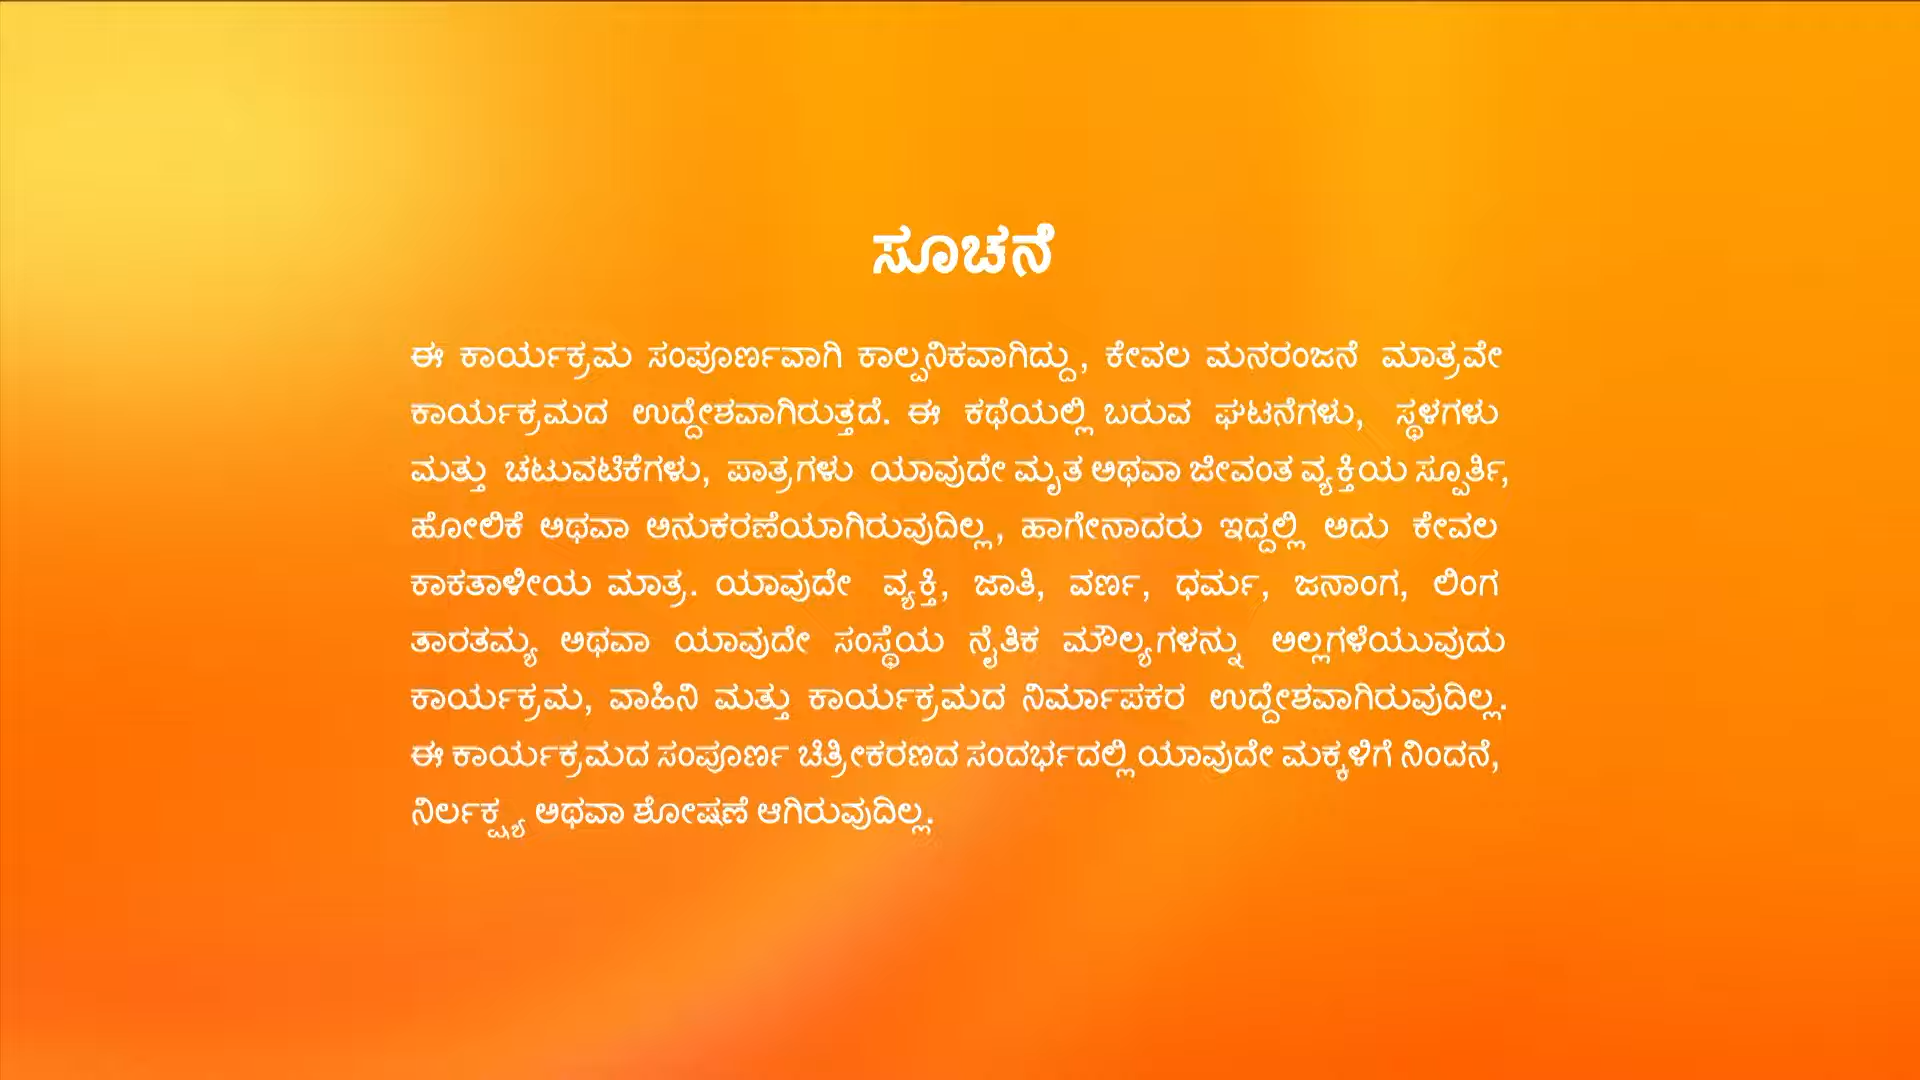 ಸೂಚನೆ
ಈ ಕಾರ್ಯಕ್ರಮ ಸಂಪೂರ್ಣವಾಗಿ ಕಾಲ್ಪನಿಕವಾಗಿದ್ದು, ಕೇವಲ ಮನರಂಜನೆ ಮಾತ್ರವೇ
ಕಾರ್ಯಕ್ರಮದ ಉದ್ದೇಶವಾಗಿರುತ್ತದೆ. ಈ ಕಥೆಯಲ್ಲಿ ಬರುವ ಘಟನೆಗಳು, ಸ್ಥಳಗಳು
ಮತ್ತು ಚಟುವಟಿಕೆಗಳು, ಪಾತ್ರಗಳು ಯಾವುದೇ ಮೃತ ಅಥವಾ ಜೀವಂತ ವ್ಯಕ್ತಿಯ ಸ್ಪೂರ್ತಿ,
ಹೋಲಿಕೆ ಅಥವಾ ಅನುಕರಣೆಯಾಗಿರುವುದಿಲ್ಲ, ಹಾಗೇನಾದರು ಇದ್ದಲ್ಲಿ ಅದು ಕೇವಲ
ಕಾಕತಾಳೀಯ ಮಾತ್ರ. ಯಾವುದೇ ವ್ಯಕ್ತಿ, ಜಾತಿ, ವರ್ಣ, ಧರ್ಮ, ಜನಾಂಗ, ಲಿಂಗ
ತಾರತಮ್ಯ ಅಥವಾ ಯಾವುದೇ ಸಂಸ್ಥೆಯ ನೈತಿಕ ಮೌಲ್ಯಗಳನ್ನು ಅಲ್ಲಗಳೆಯುವುದು
ಕಾರ್ಯಕ್ರಮ, ವಾಹಿನಿ ಮತ್ತು ಕಾರ್ಯಕ್ರಮದ ನಿರ್ಮಾಪಕರ ಉದ್ದೇಶವಾಗಿರುವುದಿಲ್ಲ.
ಈ ಕಾರ್ಯಕ್ರಮದ ಸಂಪೂರ್ಣ ಚಿತ್ರೀಕರಣದ ಸಂದರ್ಭದಲ್ಲಿ ಯಾವುದೇ ಮಕ್ಕಳಿಗೆ ನಿಂದನೆ,
ನಿರ್ಲಕ್ಷ್ಯ ಅಥವಾ ಶೋಷಣೆ ಆಗಿರುವುದಿಲ್ಲ.